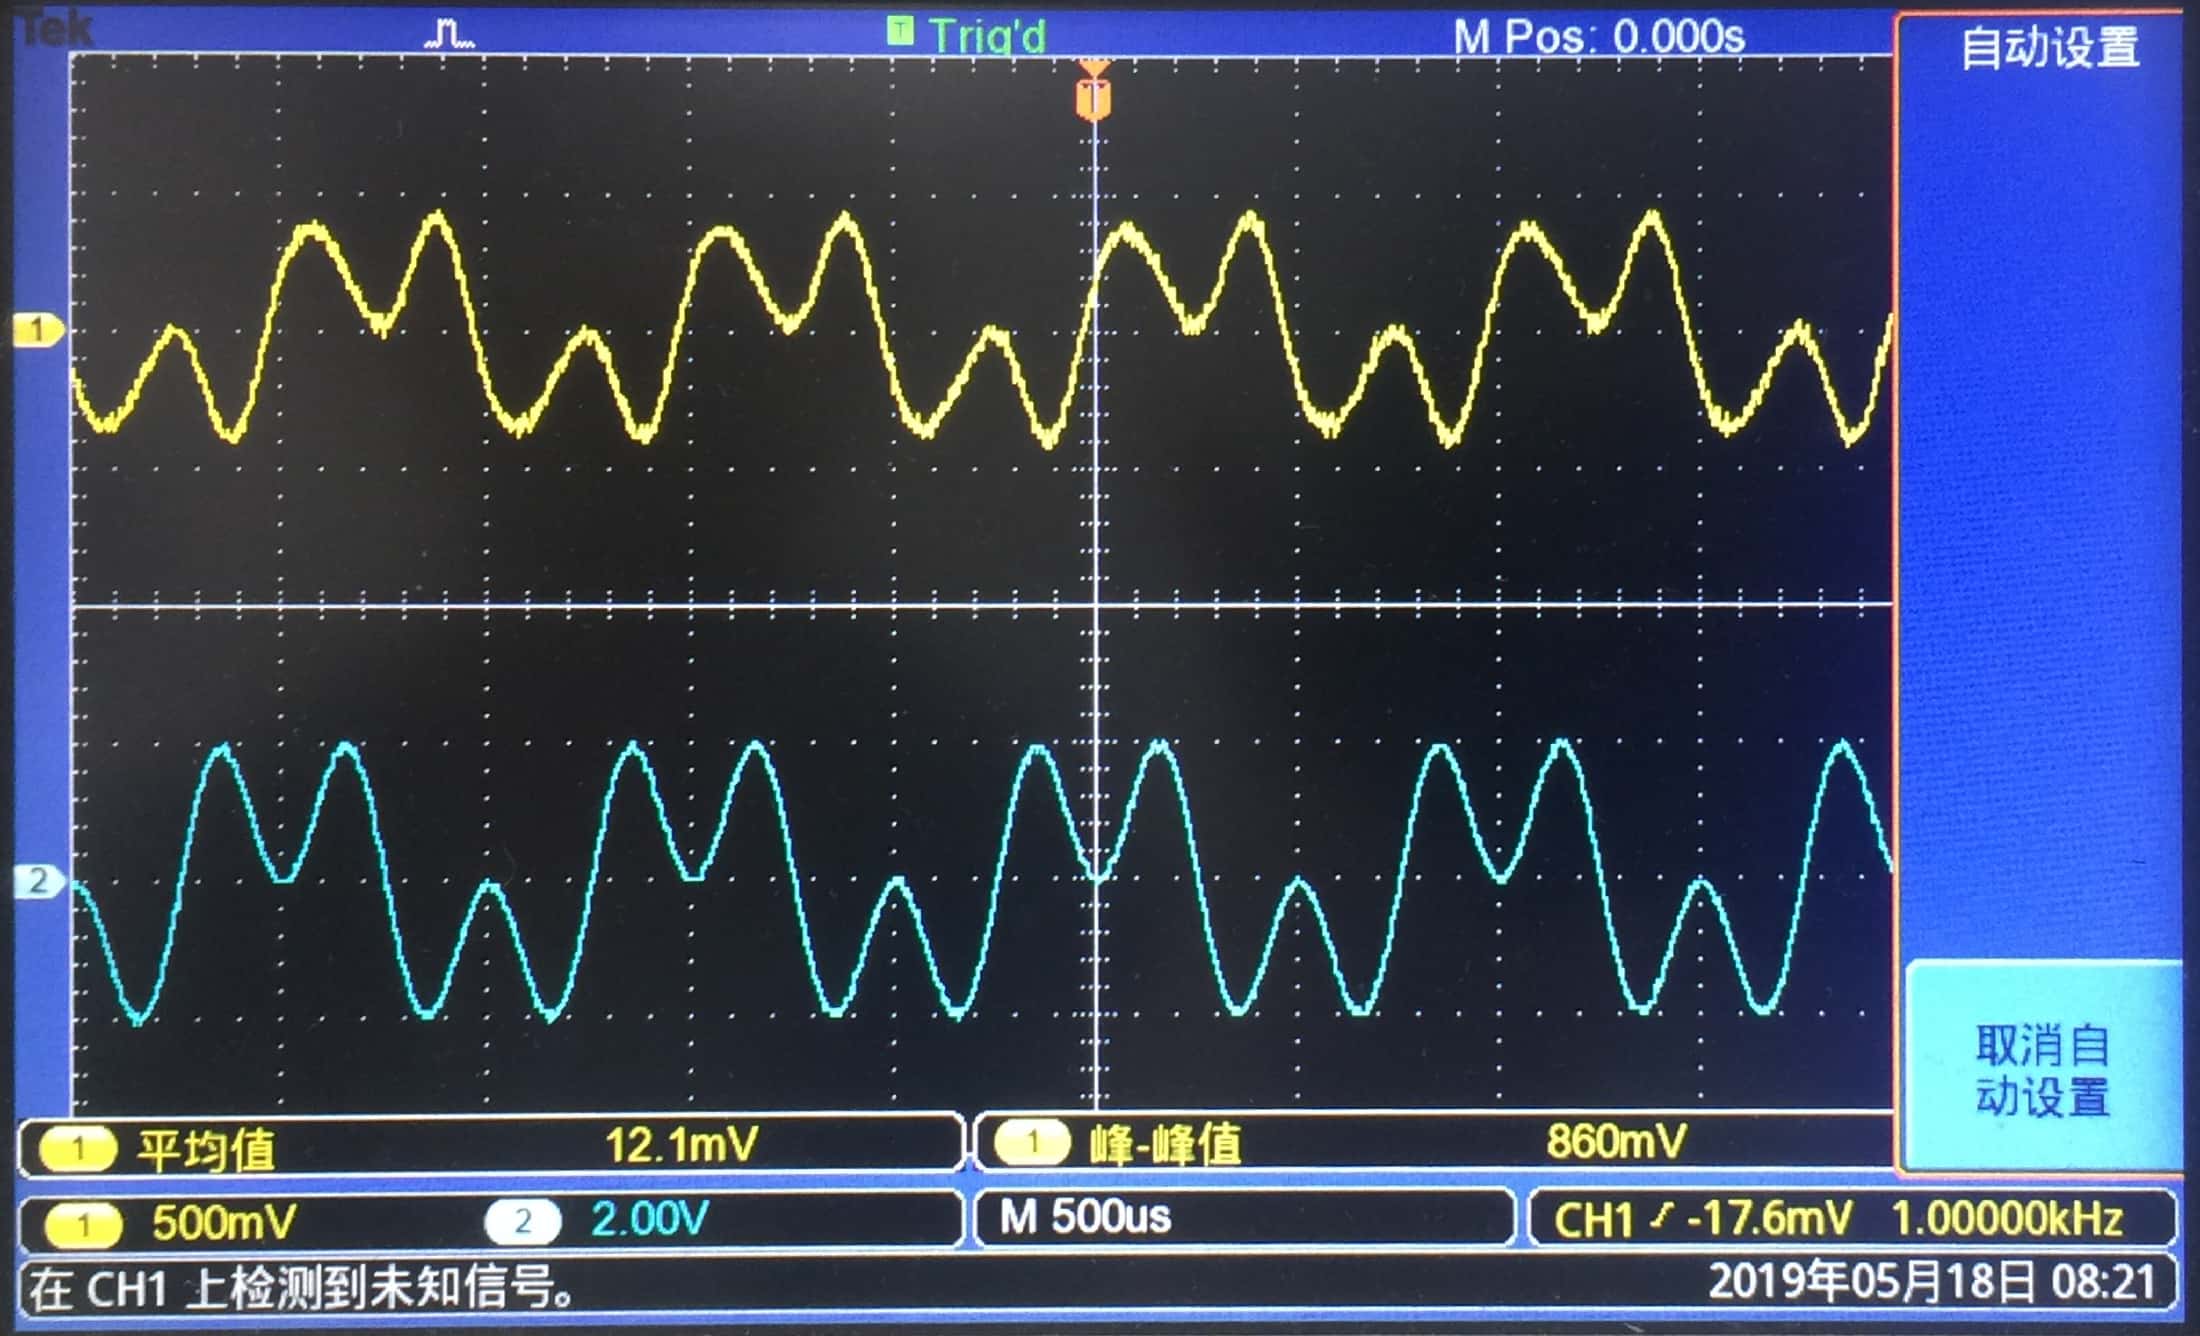 Tek
T Trig'd
M Pos: 0.000s
自动设置
T
1
2
取消自
动设置
1 平均值 12.1mV
1 峰-峰值 860mV
1 500mV
2 2.00V
M 500us
CH1 -17.6mV 1.00000kHz
在 CH1 上检测到未知信号。
2019年05月18日 08:21